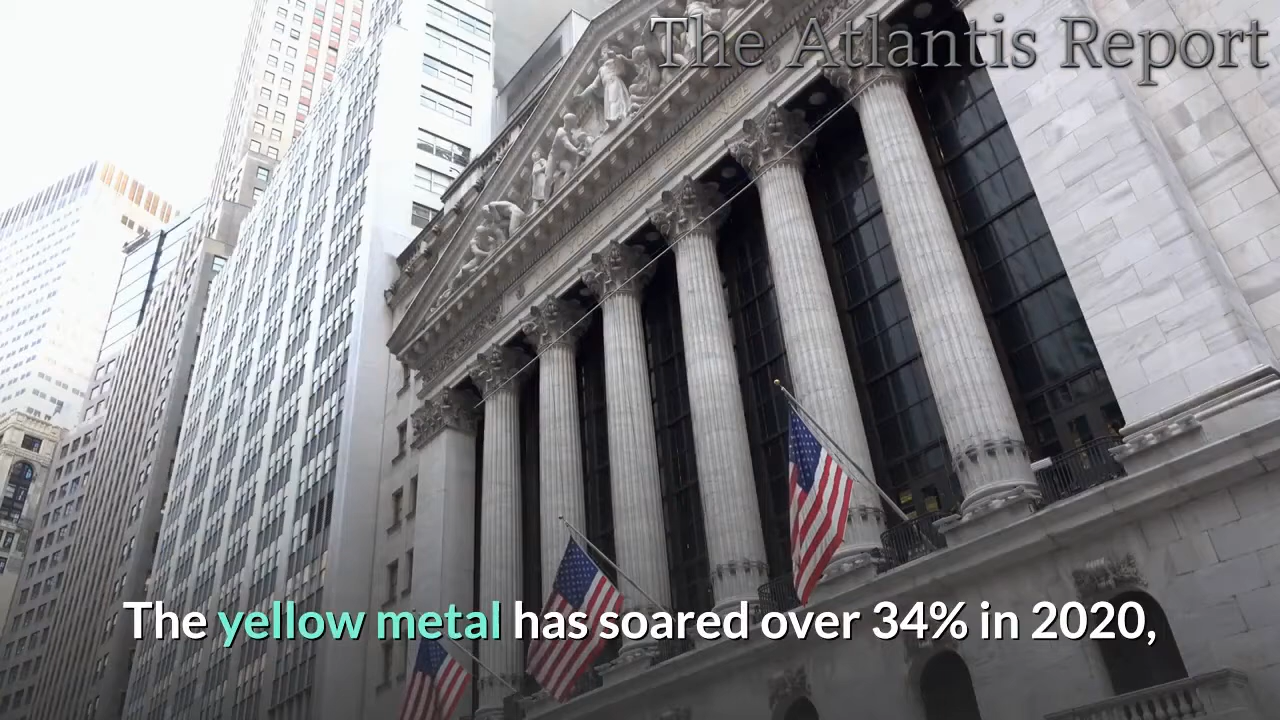 The Atlantis Report
The yellow metal has soared over 34% in 2020,